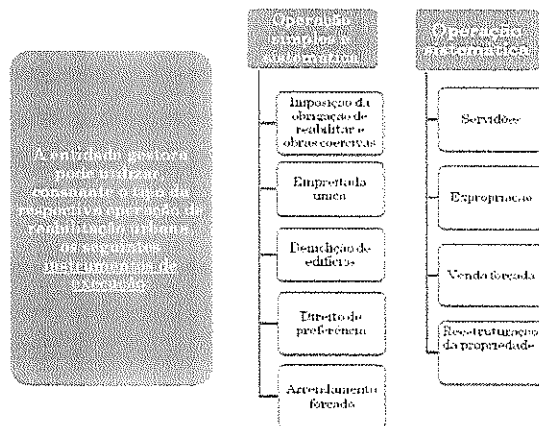 A entidade gestora
pode utilizar
consoante o tipo da
respectiva operação de
reabilitação urbana
os seguintes
instrumentos de
execução
Operação
simples e
sistemática
Imposição da
obrigação de
reabilitar e
obras coercivas
Empreitada
única
Demolição de
edifícios
Direito de
preferência
Arrendamento
forçado
Operação
sistemática
Servidões
Expropriação
Venda forçada
Reestruturação
da propriedade